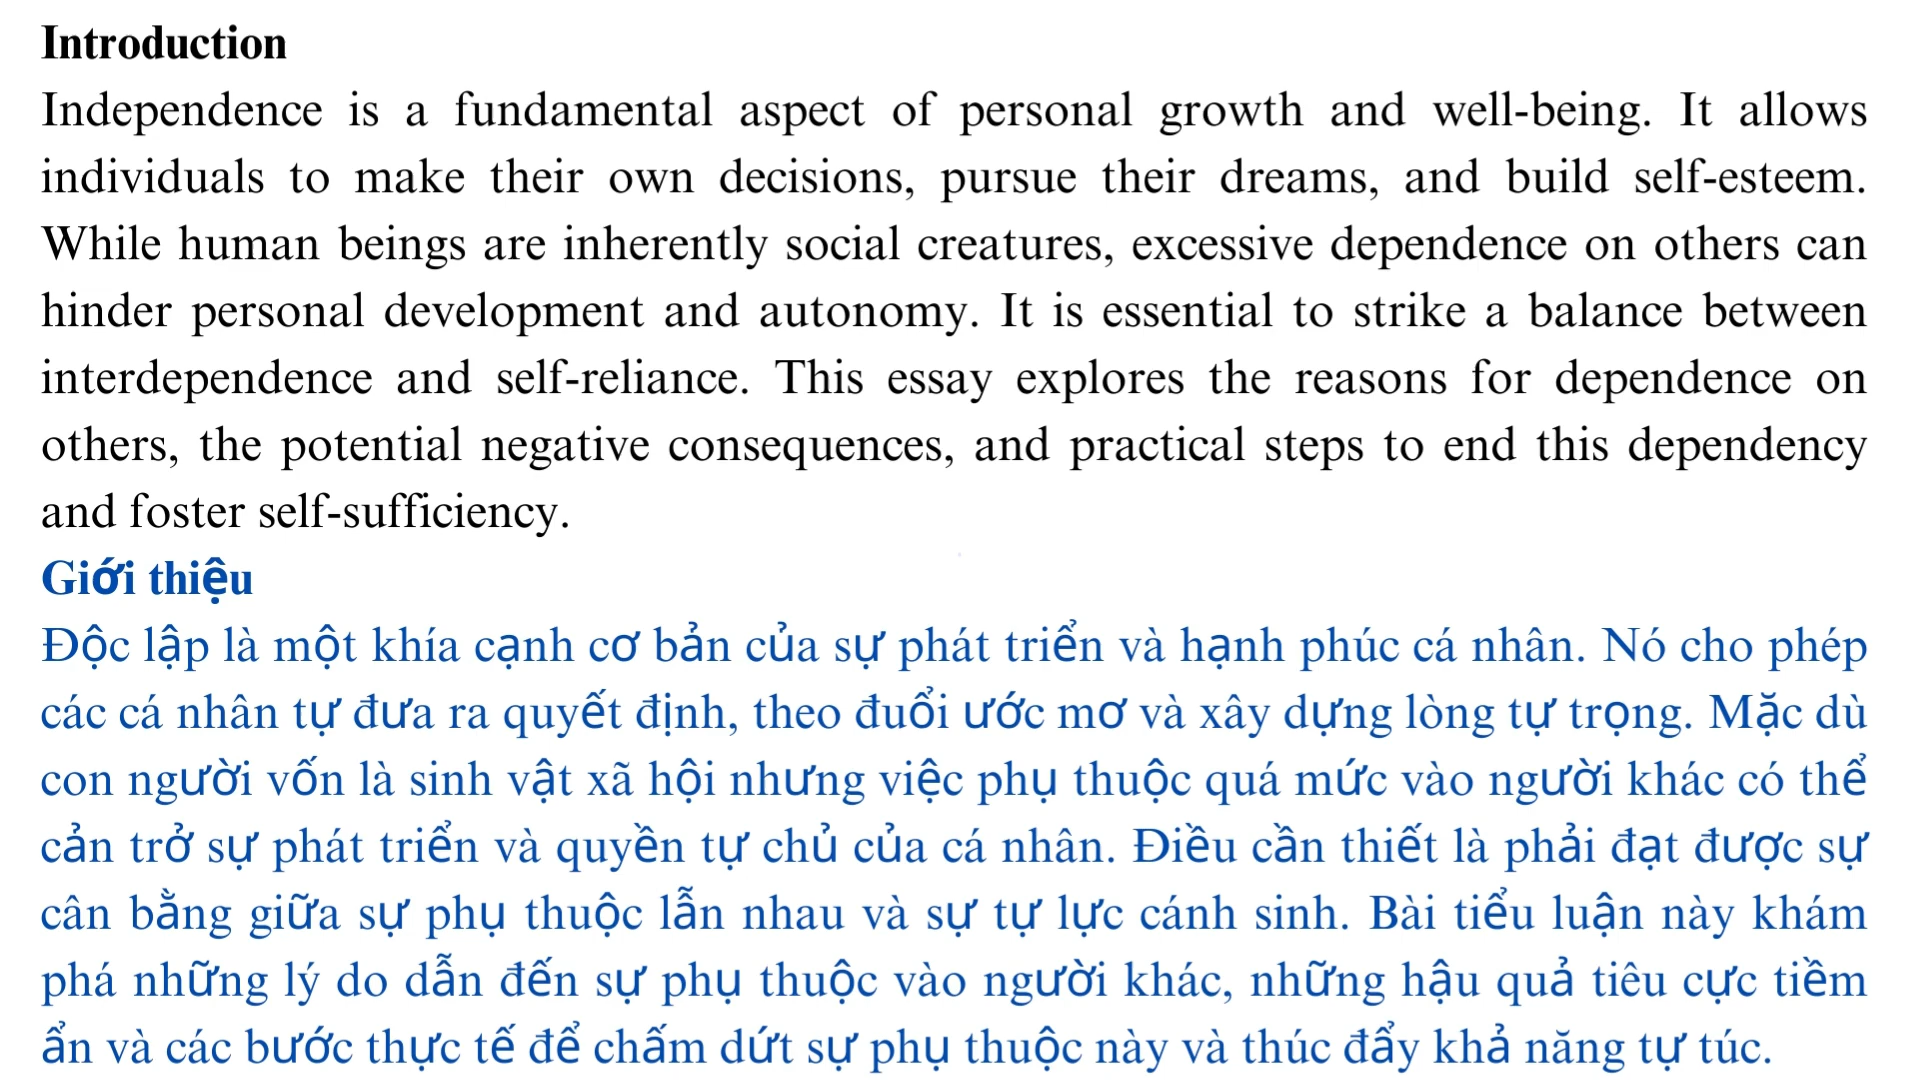 Introduction
Independence is a fundamental aspect of personal growth and well-being. It allows
individuals to make their own decisions, pursue their dreams, and build self-esteem.
While human beings are inherently social creatures, excessive dependence on others can
hinder personal development and autonomy. It is essential to strike a balance between
interdependence and self-reliance. This essay explores the reasons for dependence on
others, the potential negative consequences, and practical steps to end this dependency
and foster self-sufficiency.
Giới thiệu
Độc lập là một khía cạnh cơ bản của sự phát triển và hạnh phúc cá nhân. Nó cho phép
các cá nhân tự đưa ra quyết định, theo đuổi ước mơ và xây dựng lòng tự trọng. Mặc dù
con người vốn là sinh vật xã hội nhưng việc phụ thuộc quá mức vào người khác có thể
cản trở sự phát triển và quyền tự chủ của cá nhân. Điều cần thiết là phải đạt được sự
cân bằng giữa sự phụ thuộc lẫn nhau và sự tự lực cánh sinh. Bài tiểu luận này khám
phá những lý do dẫn đến sự phụ thuộc vào người khác, những hậu quả tiêu cực tiềm
ẩn và các bước thực tế để chấm dứt sự phụ thuộc này và thúc đẩy khả năng tự túc.